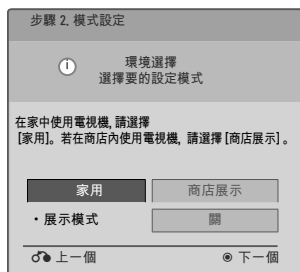 步驟 2. 模式設定
環境選擇
選擇要的設定模式
在家中使用電視機, 請選擇
[家用]。若在商店內使用電視機, 請選擇 [商店展示] 。
家用 商店展示
・展示模式 關
上一個 下一個